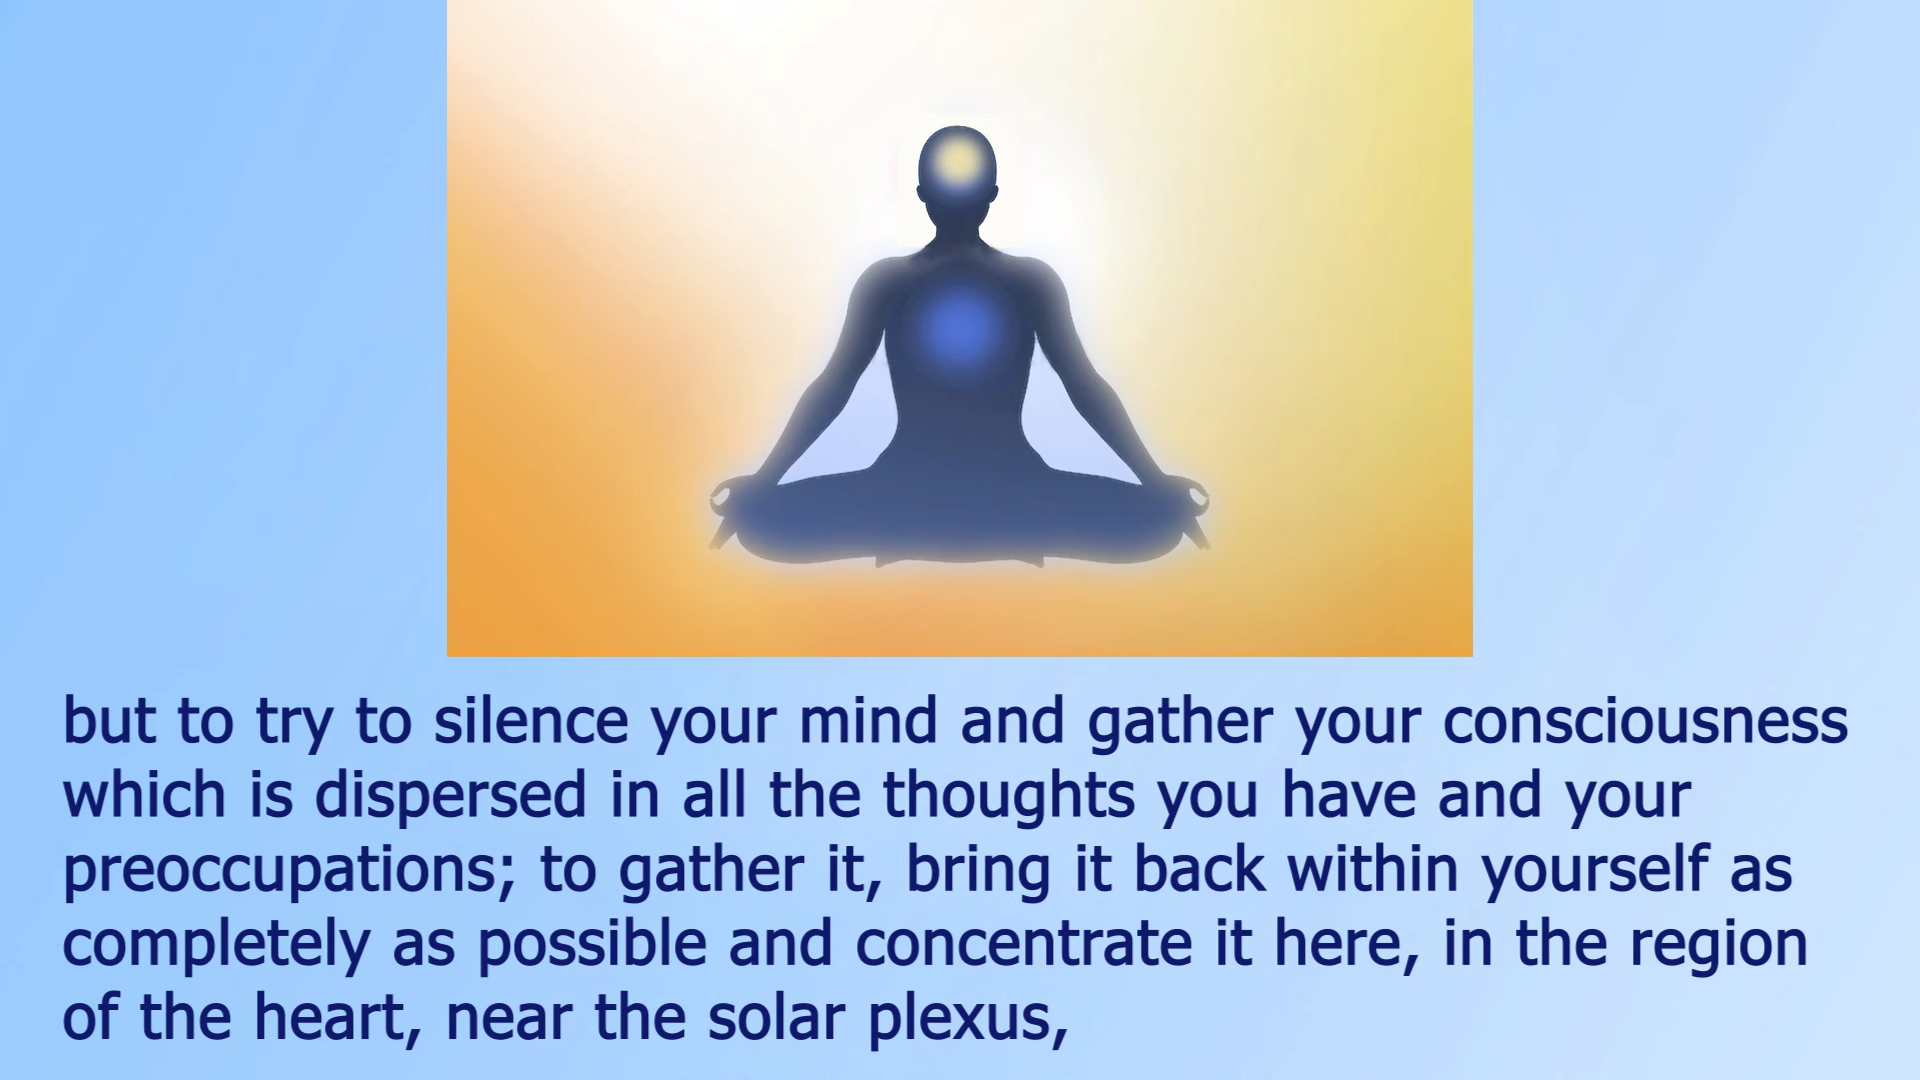 but to try to silence your mind and gather your consciousness
which is dispersed in all the thoughts you have and your
preoccupations; to gather it, bring it back within yourself as
completely as possible and concentrate it here, in the region
of the heart, near the solar plexus,